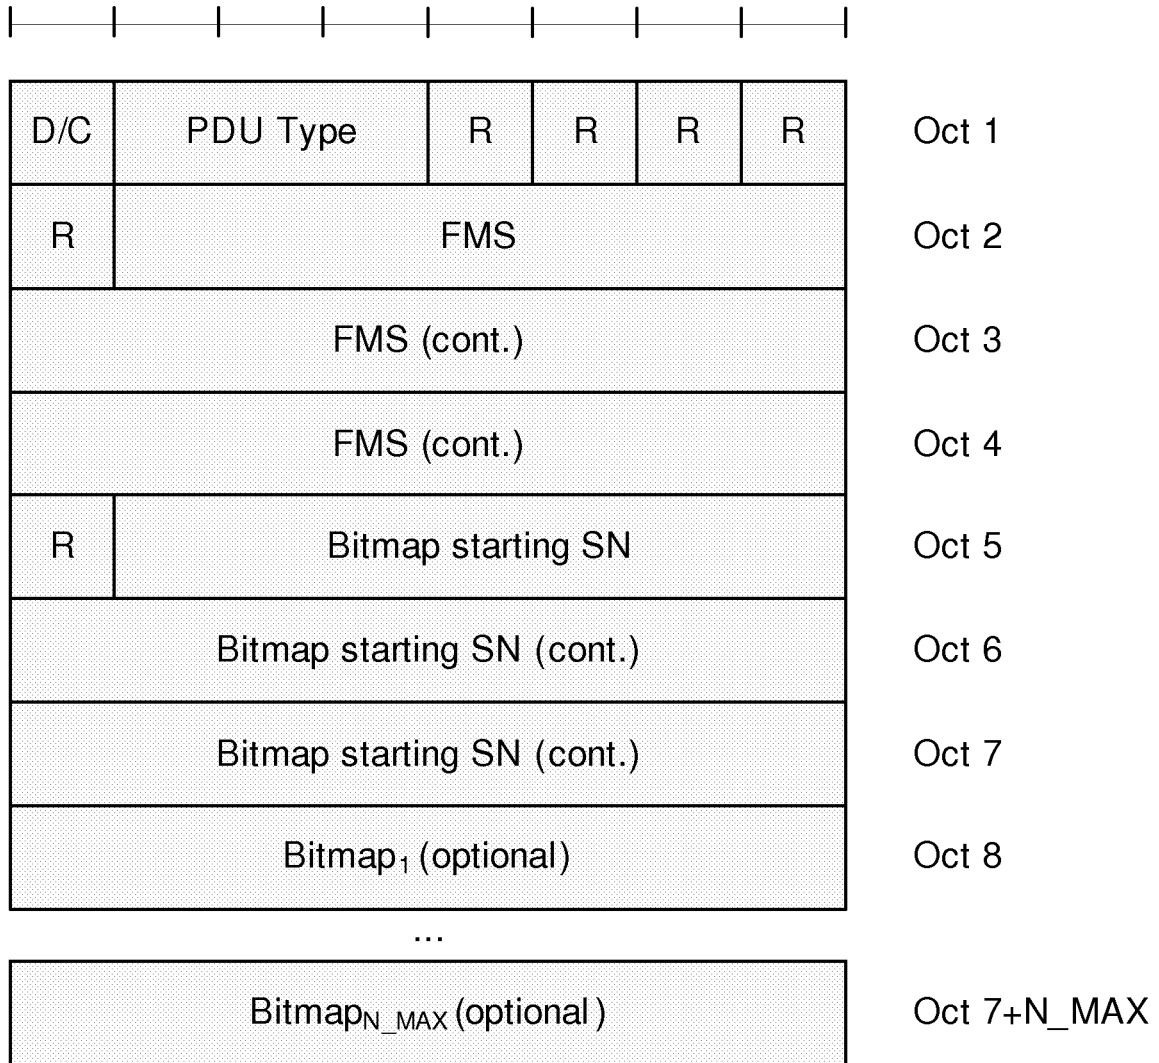 D/C PDU Type R R R R Oct 1
R FMS Oct 2
FMS (cont.) Oct 3
FMS (cont.) Oct 4
R Bitmap starting SN Oct 5
Bitmap starting SN (cont.) Oct 6
Bitmap starting SN (cont.) Oct 7
Bitmap₁ (optional) Oct 8
...
Bitmap_N_MAX (optional) Oct 7+N_MAX